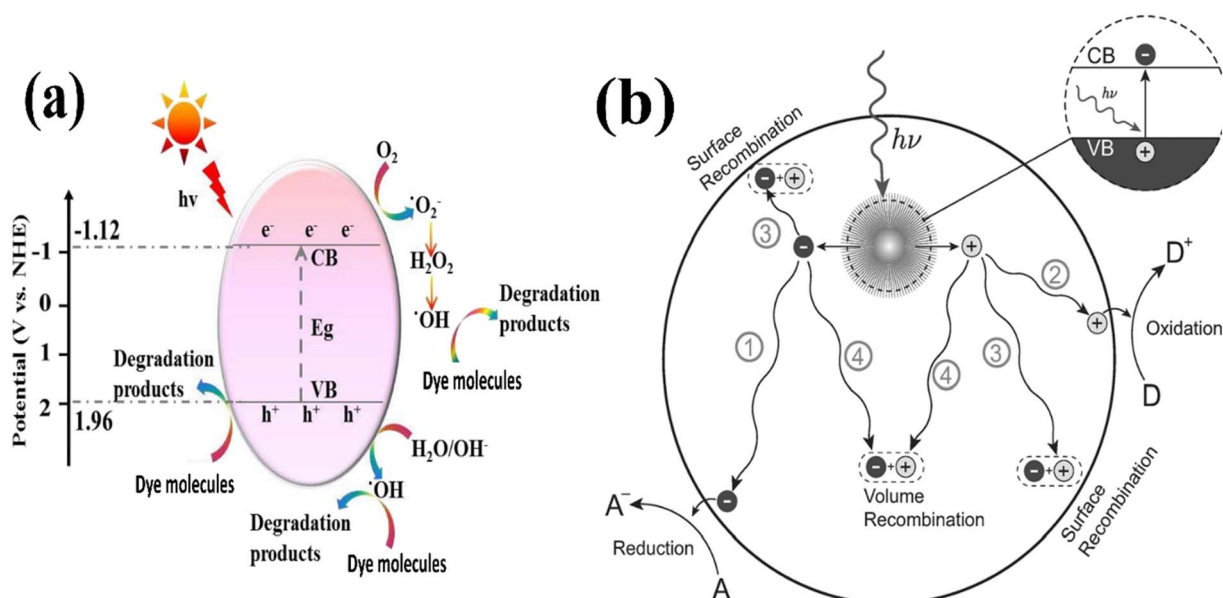 (a)
hv
Potential (V vs. NHE)
-1.12
-1
0
1
2
1.96
e⁻ e⁻ e⁻
CB
Eg
VB
h⁺ h⁺ h⁺
O₂
·O₂⁻
H₂O₂
·OH
Degradation
products
Dye molecules
Degradation
products
Dye molecules
H₂O/OH⁻
·OH
Degradation
products
Dye molecules
(b)
hν
CB
hν
VB
Surface
Recombination
- + +
③
-
+
②
D⁺
+
Oxidation
D
①
④
④
③
- + +
Volume
Recombination
- + +
Surface
Recombination
-
A⁻
Reduction
A